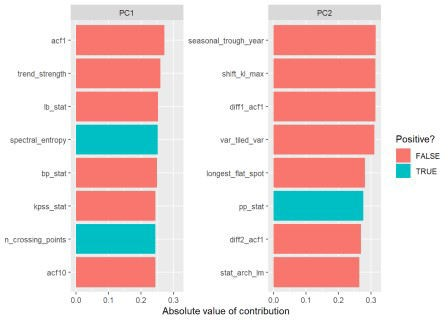 PC1
PC2
acf1
trend_strength
lb_stat
spectral_entropy
bp_stat
kpss_stat
n_crossing_points
acf10
seasonal_trough_year
shift_kl_max
diff1_acf1
var_tiled_var
longest_flat_spot
pp_stat
diff2_acf1
stat_arch_lm
0.0 0.1 0.2 0.3
0.0 0.1 0.2 0.3
Absolute value of contribution
Positive?
FALSE
TRUE